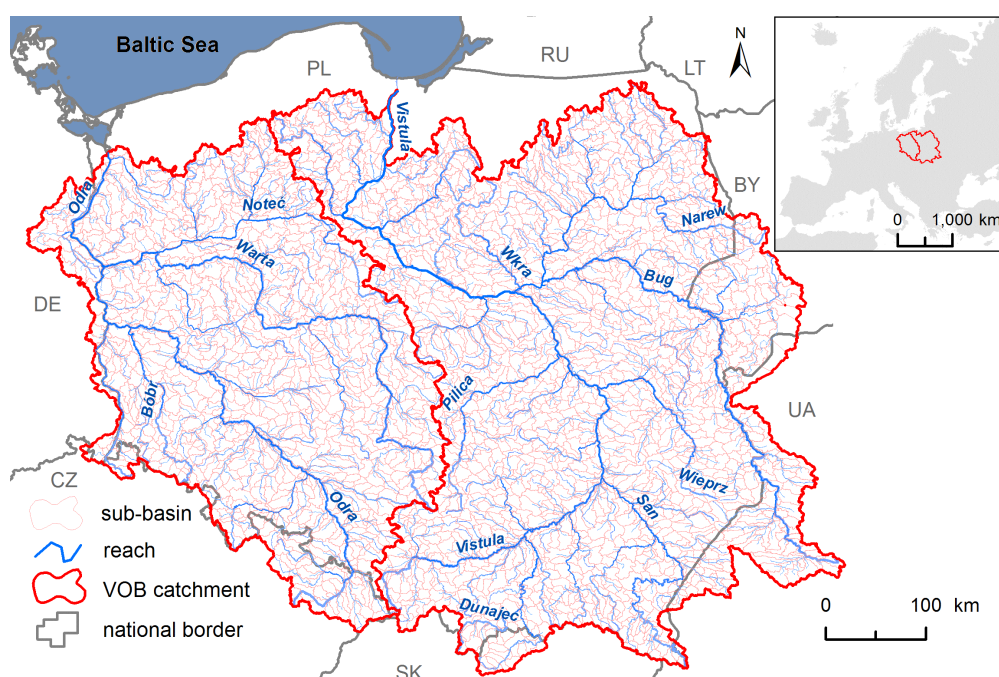 Baltic Sea
PL
RU
LT
N
Vistula
BY
0 1,000 km
Odra
Noteć
Narew
Warta
Wkra
Bug
DE
Bóbr
Pilica
UA
CZ
Wieprz
San
Odra
Vistula
Dunajec
SK
sub-basin
reach
VOB catchment
national border
0 100 km